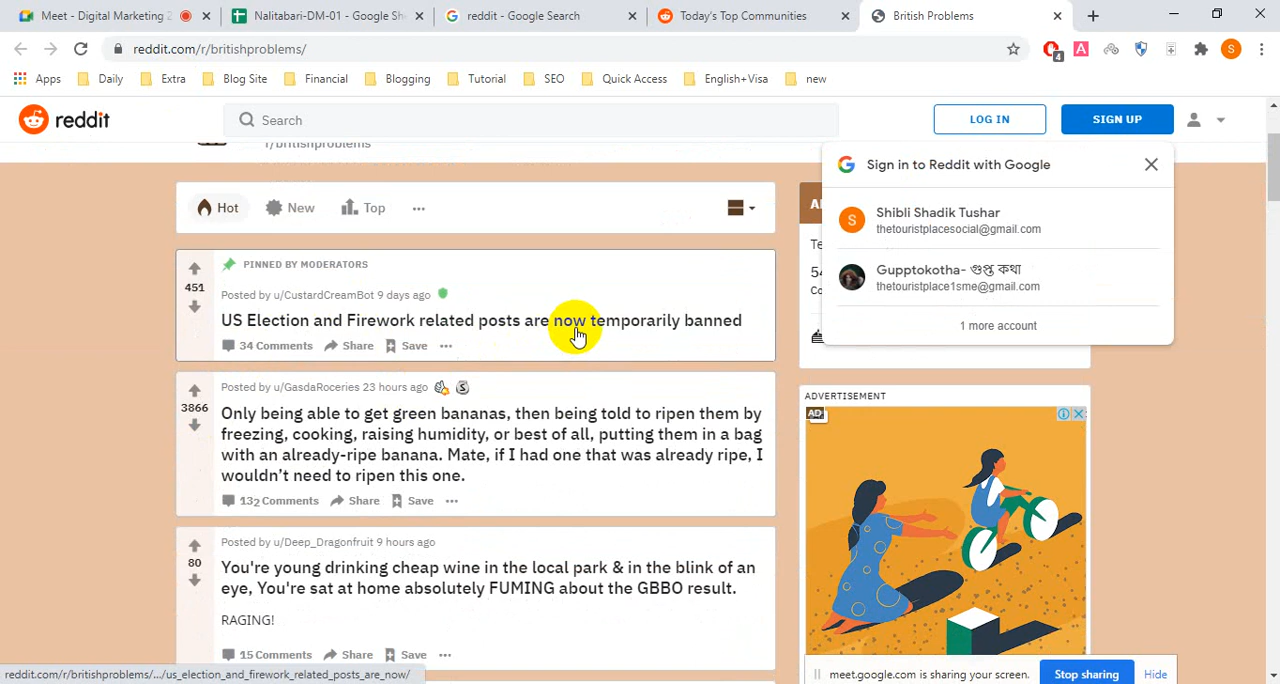 Meet - Digital Marketing 2
Nalitabari-DM-01 - Google Sh
reddit - Google Search
Today's Top Communities
British Problems
reddit.com/r/britishproblems/
4
A
S
Apps
Daily
Extra
Blog Site
Financial
Blogging
Tutorial
SEO
Quick Access
English+Visa
new
reddit
Search
LOG IN
SIGN UP
r/britishproblems
Sign in to Reddit with Google
S
Shibli Shadik Tushar
thetouristplacesocial@gmail.com
Gupptokotha- গুপ্ত কথা
thetouristplace1sme@gmail.com
1 more account
Hot
New
Top
PINNED BY MODERATORS
451
Posted by u/CustardCreamBot 9 days ago
US Election and Firework related posts are now temporarily banned
34 Comments
Share
Save
3866
Posted by u/GasdaRoceries 23 hours ago
Only being able to get green bananas, then being told to ripen them by
freezing, cooking, raising humidity, or best of all, putting them in a bag
with an already-ripe banana. Mate, if I had one that was already ripe, I
wouldn't need to ripen this one.
132 Comments
Share
Save
80
Posted by u/Deep_Dragonfruit 9 hours ago
You're young drinking cheap wine in the local park & in the blink of an
eye, You're sat at home absolutely FUMING about the GBBO result.
RAGING!
15 Comments
Share
Save
ADVERTISEMENT
AD
reddit.com/r/britishproblems/.../us_election_and_firework_related_posts_are_now/
meet.google.com is sharing your screen.
Stop sharing
Hide